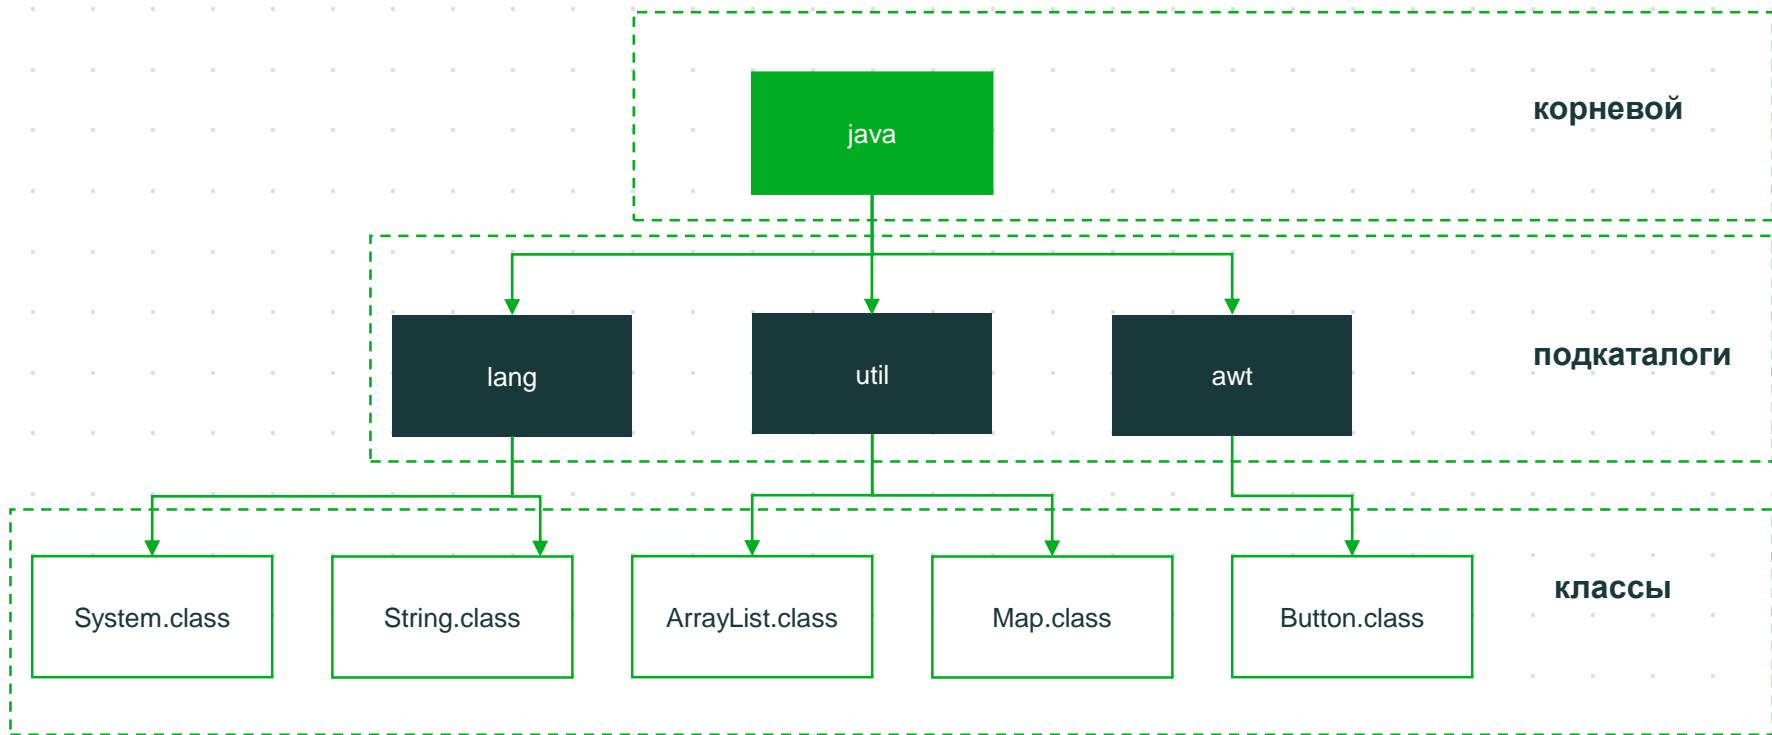 корневой
java
подкаталоги
lang
util
awt
классы
System.class
String.class
ArrayList.class
Map.class
Button.class